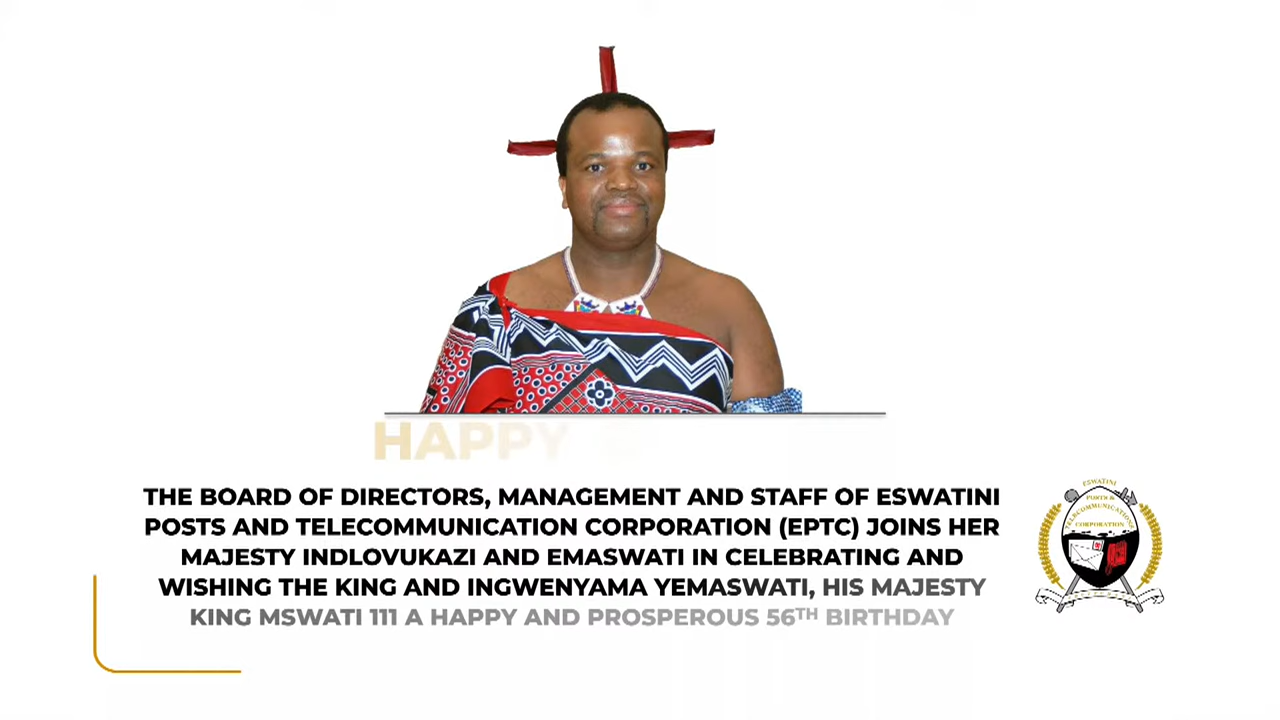 HAPPY
THE BOARD OF DIRECTORS, MANAGEMENT AND STAFF OF ESWATINI
POSTS AND TELECOMMUNICATION CORPORATION (EPTC) JOINS HER
MAJESTY INDLOVUKAZI AND EMASWATI IN CELEBRATING AND
WISHING THE KING AND INGWENYAMA YEMASWATI, HIS MAJESTY
KING MSWATI 111 A HAPPY AND PROSPEROUS 56TH BIRTHDAY
ESWATINI
POSTS &
TELECOMMUNICATIONS
CORPORATION